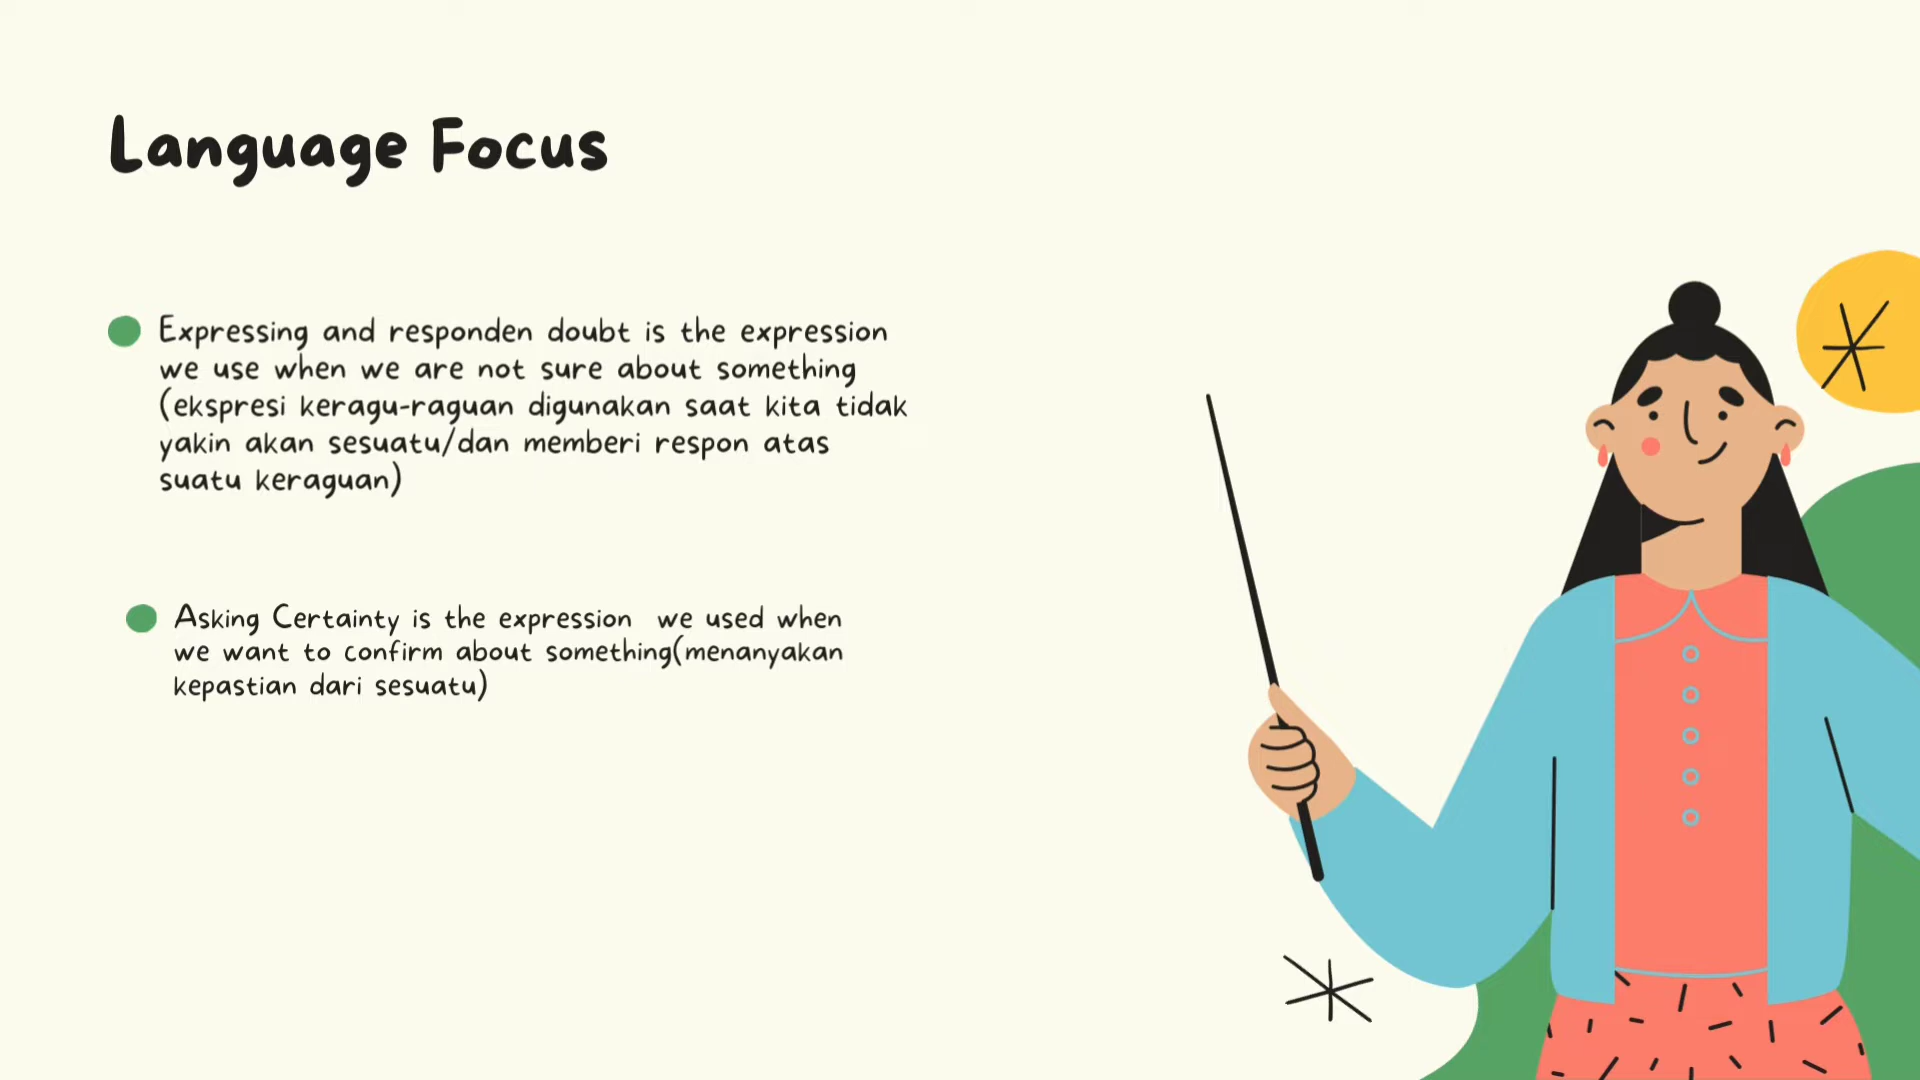 Language Focus
Expressing and responden doubt is the expression
we use when we are not sure about something
(ekspresi keragu-raguan digunakan saat kita tidak
yakin akan sesuatu/dan memberi respon atas
suatu keraguan)
Asking Certainty is the expression we used when
we want to confirm about something(menanyakan
kepastian dari sesuatu)